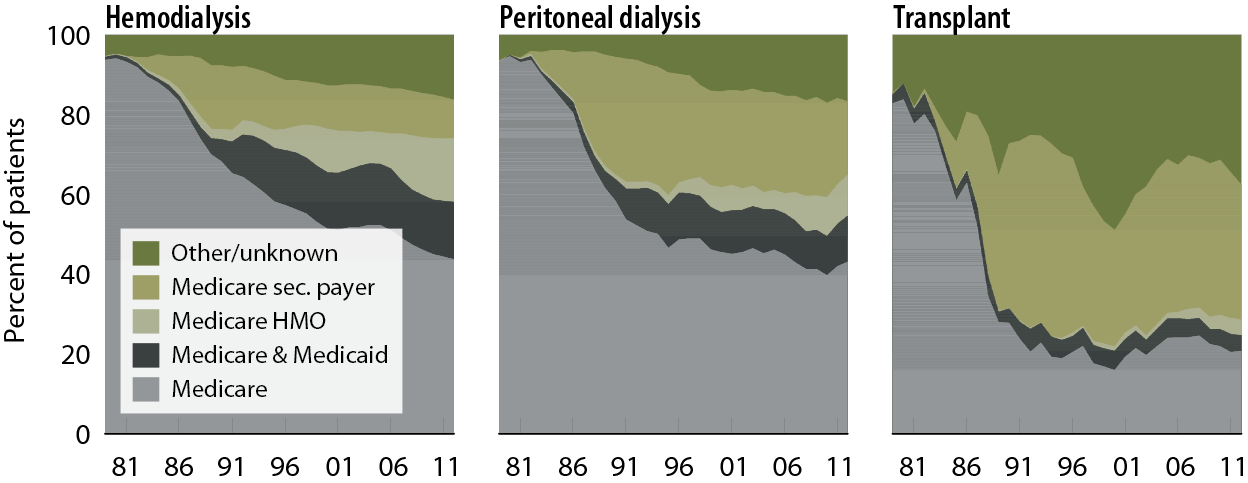 Hemodialysis
Peritoneal dialysis
Transplant
Percent of patients
100
80
60
40
20
0
Other/unknown
Medicare sec. payer
Medicare HMO
Medicare & Medicaid
Medicare
81 86 91 96 01 06 11
81 86 91 96 01 06 11
81 86 91 96 01 06 11